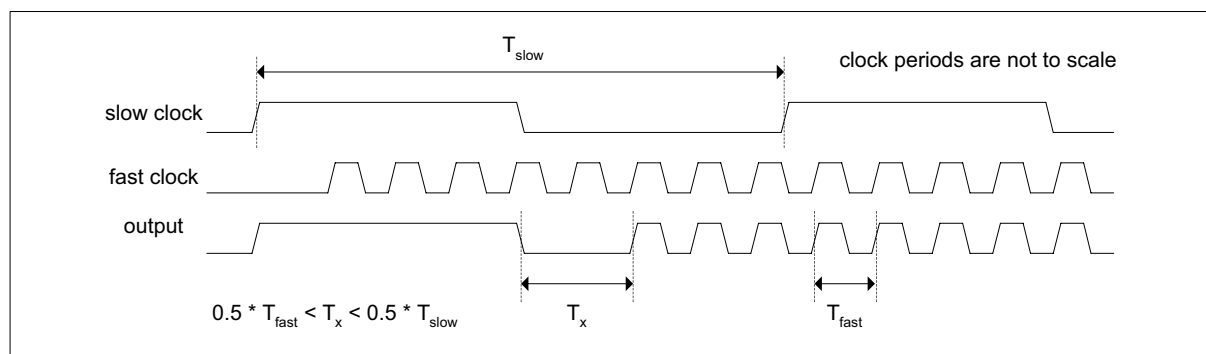 T_slow
clock periods are not to scale
slow clock
fast clock
output
0.5 * T_fast < T_x < 0.5 * T_slow
T_x
T_fast